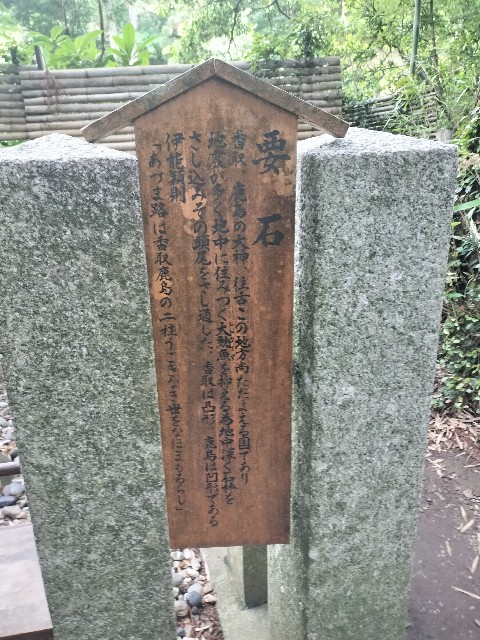 要石
香取、鹿島の大神、往古この地方尚ただよえる国であり
地震が多く地中に住みつく大鯰魚を抑える為地中深く石棒を
さし込みその頭尾をさし通した。香取は凸形、鹿島は凹形である
伊能穎則
「あづま路は香取鹿島の二柱うごきなき世をなほまもるらし」